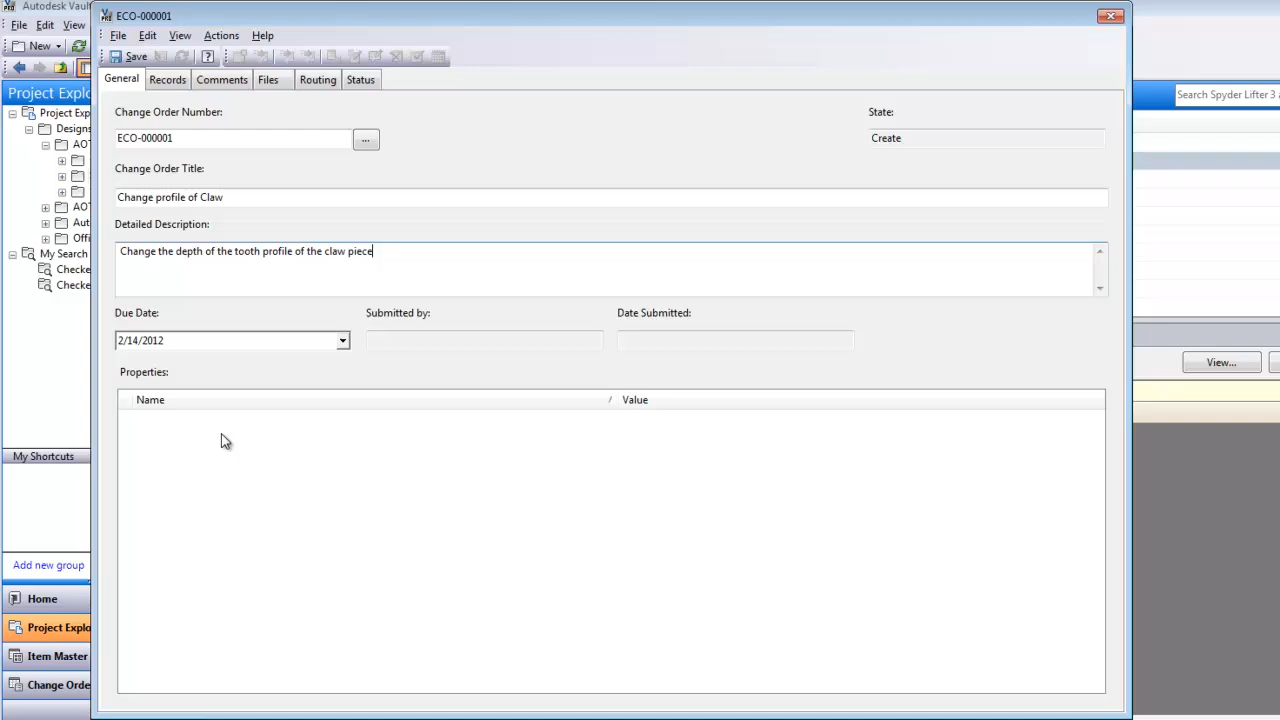 Autodesk Vaul
ECO-000001
File Edit View
File Edit View Actions Help
New
Save
General Records Comments Files Routing Status
Project Explo
Search Spyder Lifter 3 a
Change Order Number:
State:
Project Exp
Designs
ECO-000001
...
Create
AOT
Change Order Title:
Change profile of Claw
AOT
Detailed Description:
Aut
Offi
Change the depth of the tooth profile of the claw piece
My Search
Checke
Checke
Due Date:
Submitted by:
Date Submitted:
2/14/2012
View...
Properties:
Name
Value
My Shortcuts
Add new group
Home
Project Explo
Item Master
Change Orde